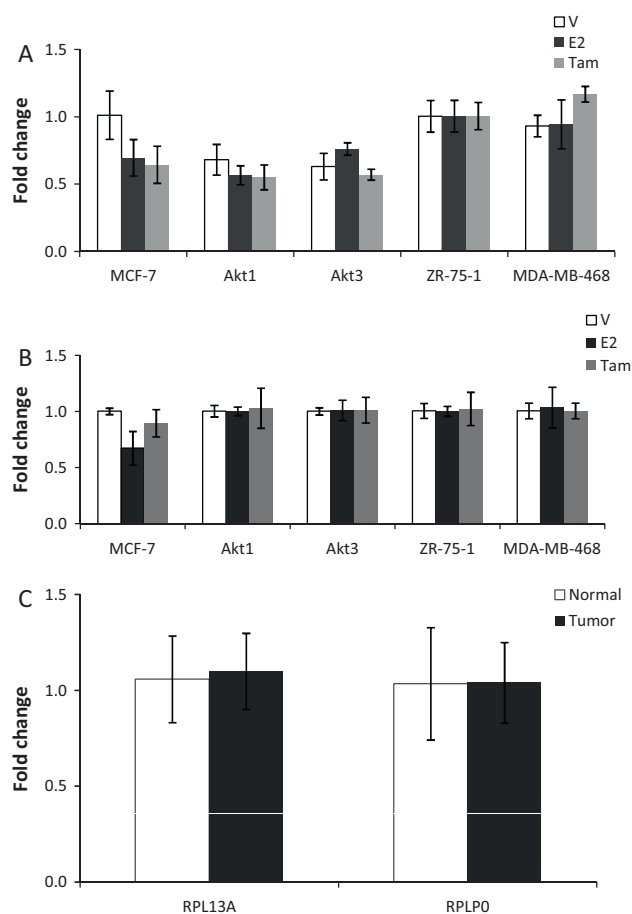 A
V
E2
Tam
Fold change
1.5
1.0
0.5
0.0
MCF-7 Akt1 Akt3 ZR-75-1 MDA-MB-468
B
V
E2
Tam
Fold change
1.5
1.0
0.5
0.0
MCF-7 Akt1 Akt3 ZR-75-1 MDA-MB-468
C
Normal
Tumor
Fold change
1.5
1.0
0.5
0.0
RPL13A RPLP0